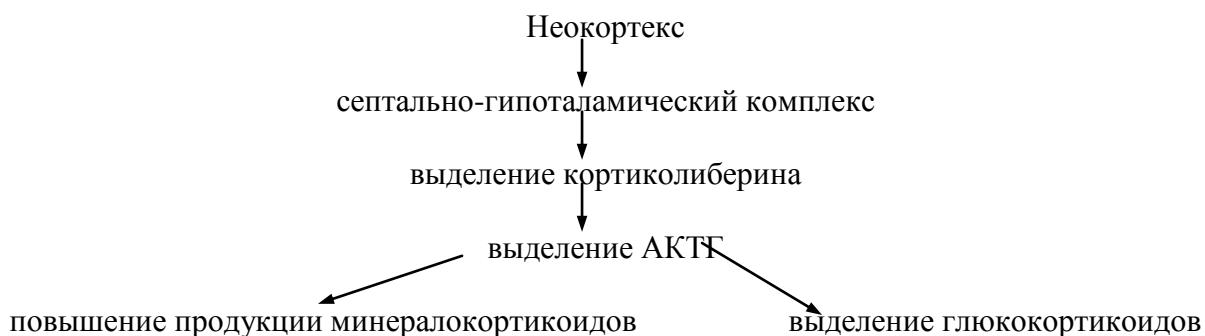 Неокортекс
септально-гипоталамический комплекс
выделение кортиколиберина
выделение АКТГ
повышение продукции минералокортикоидов выделение глюкокортикоидов